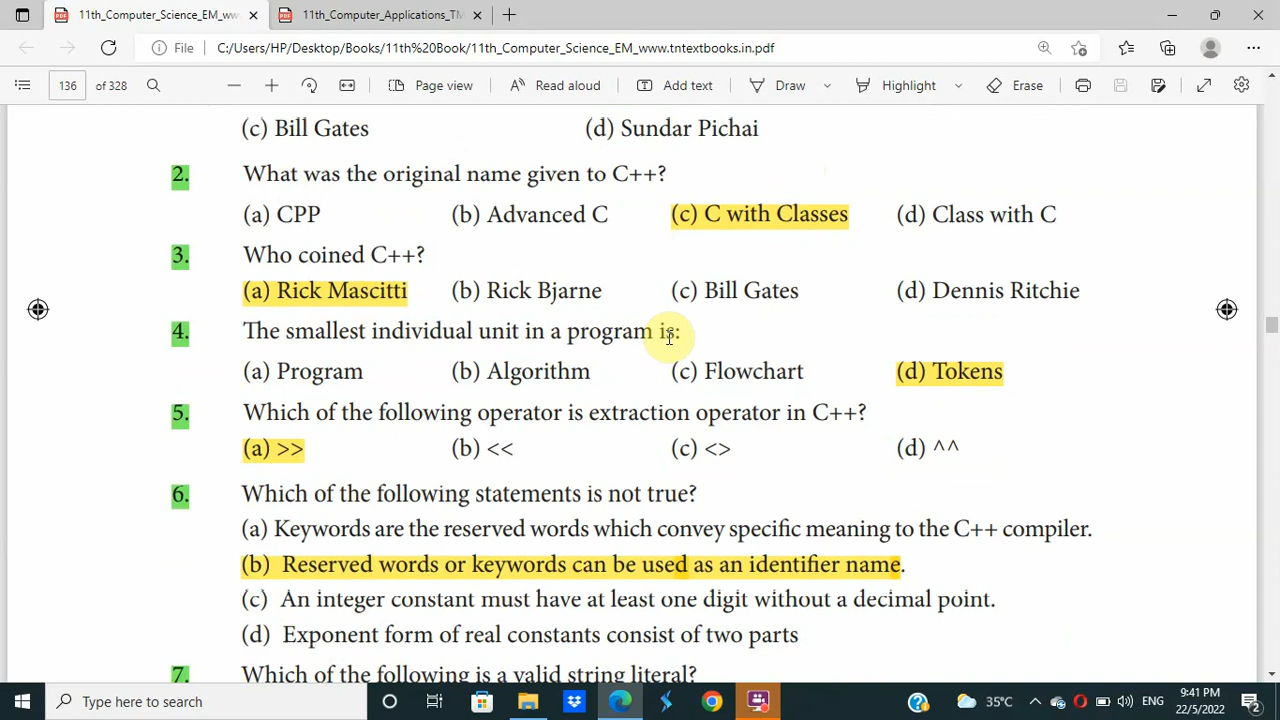 11th_Computer_Science_EM_ww
11th_Computer_Applications_TM
File C:/Users/HP/Desktop/Books/11th%20Book/11th_Computer_Science_EM_www.tntextbooks.in.pdf
136 of 328 Page view Read aloud Add text Draw Highlight Erase
(c) Bill Gates (d) Sundar Pichai
2. What was the original name given to C++?
(a) CPP (b) Advanced C (c) C with Classes (d) Class with C
3. Who coined C++?
(a) Rick Mascitti (b) Rick Bjarne (c) Bill Gates (d) Dennis Ritchie
4. The smallest individual unit in a program is:
(a) Program (b) Algorithm (c) Flowchart (d) Tokens
5. Which of the following operator is extraction operator in C++?
(a) >> (b) << (c) <> (d) ^^
6. Which of the following statements is not true?
(a) Keywords are the reserved words which convey specific meaning to the C++ compiler.
(b) Reserved words or keywords can be used as an identifier name.
(c) An integer constant must have at least one digit without a decimal point.
(d) Exponent form of real constants consist of two parts
7. Which of the following is a valid string literal?
Type here to search 35°C ENG 9:41 PM
22/5/2022 2